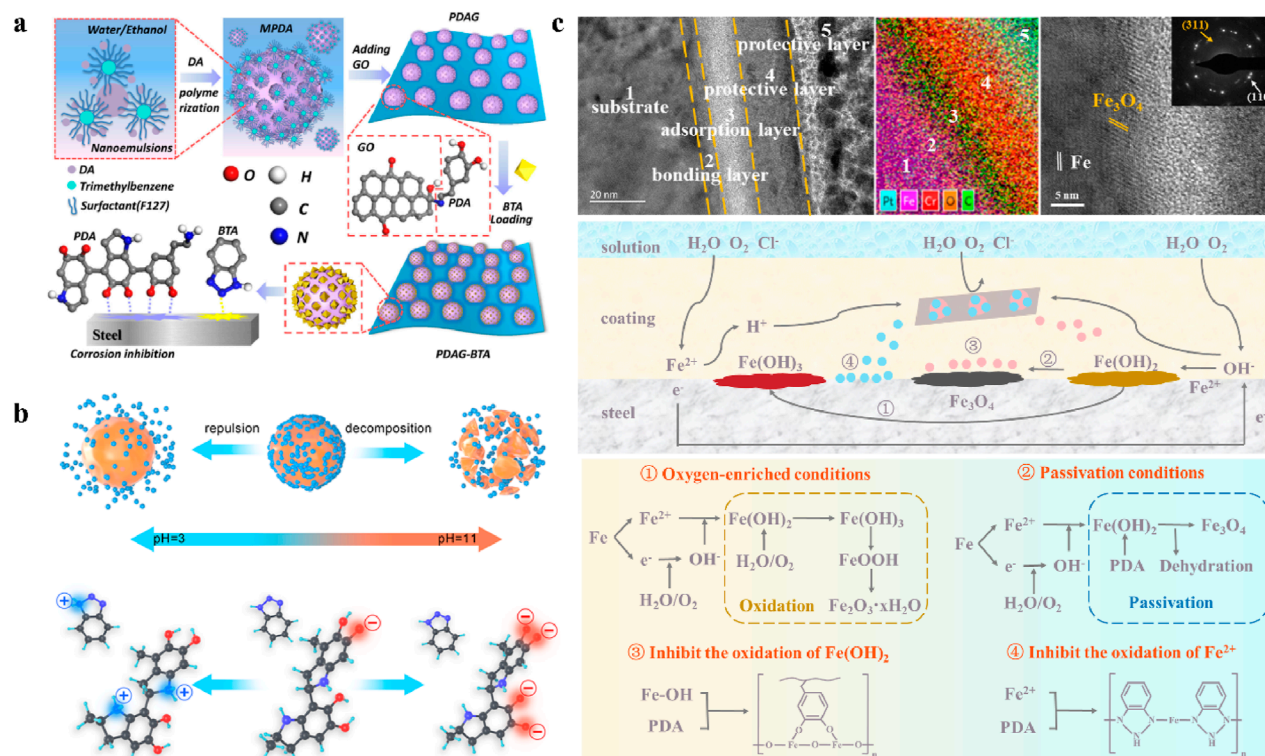 a
Water/Ethanol
Nanoemulsions
DA
polyme
rization
MPDA
Adding
GO
PDAG
DA
Trimethylbenzene
Surfactant(F127)
O
H
C
N
GO
PDA
BTA
Loading
PDA
BTA
Steel
Corrosion inhibition
PDAG-BTA
b
repulsion
decomposition
pH=3
pH=11
+
+
+
−
−
−
−
−
c
1
substrate
2
bonding layer
3
adsorption layer
4
protective layer
5
protective layer
20 nm
1
2
3
4
5
Pt
Fe
Cr
O
C
(311)
(110
Fe3O4
Fe
5 nm
solution
H2O O2 Cl-
H2O O2 Cl-
H2O O2
coating
H+
Fe2+
Fe(OH)3
④
③
②
Fe(OH)2
OH-
Fe2+
e-
Fe3O4
①
steel
e-
① Oxygen-enriched conditions
Fe
Fe2+
Fe(OH)2
Fe(OH)3
e-
OH-
H2O/O2
FeOOH
H2O/O2
Oxidation
Fe2O3·xH2O
② Passivation conditions
Fe
Fe2+
Fe(OH)2
Fe3O4
e-
OH-
PDA
Dehydration
H2O/O2
Passivation
③ Inhibit the oxidation of Fe(OH)2
Fe-OH
PDA
O
O
O
Fe
O
Fe
O
n
④ Inhibit the oxidation of Fe2+
Fe2+
PDA
N
N
N
H
Fe
N
N
N
H
n